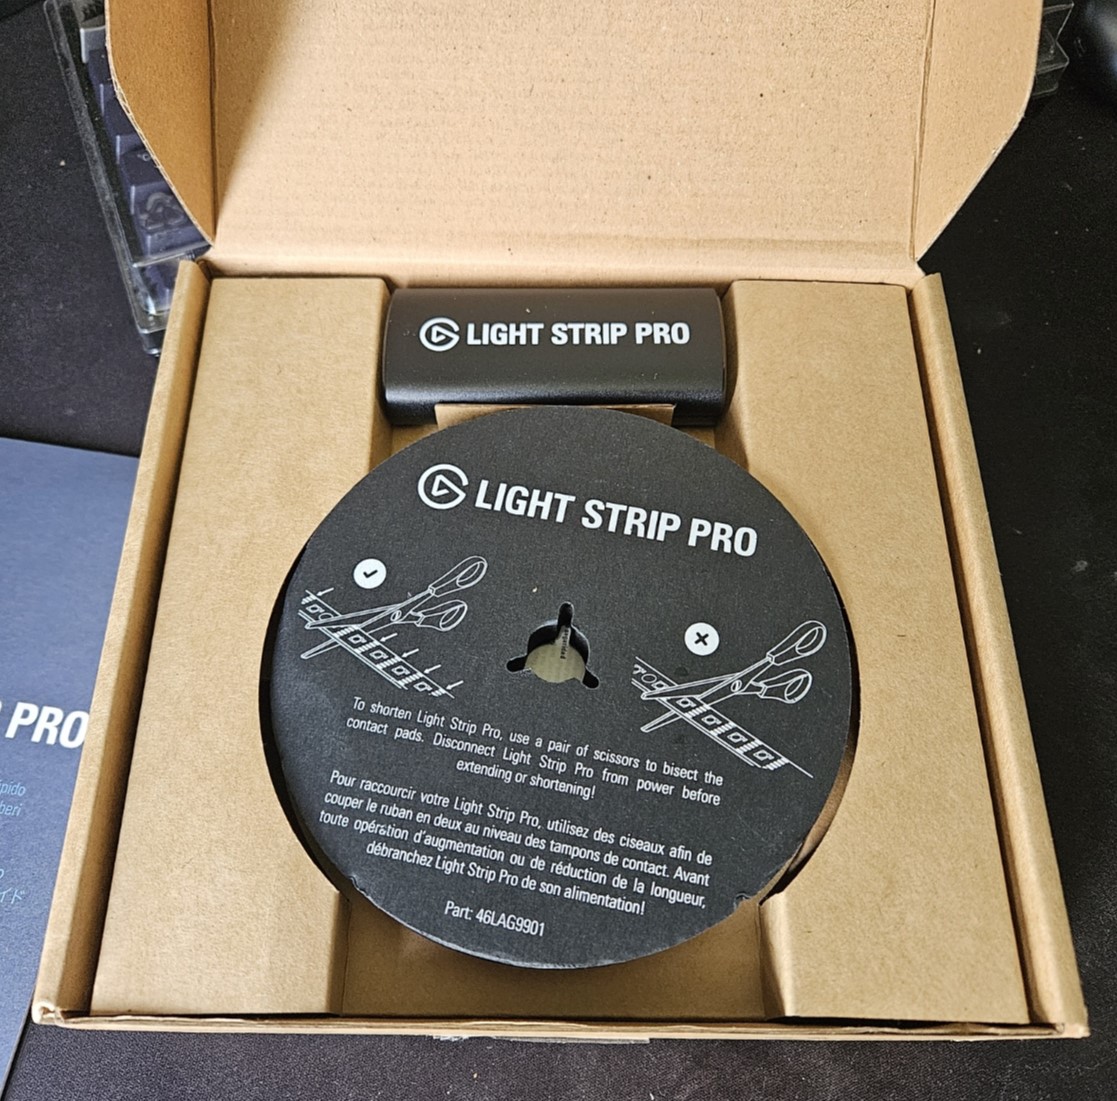 LIGHT STRIP PRO
LIGHT STRIP PRO
To shorten Light Strip Pro, use a pair of scissors to bisect the
contact pads. Disconnect Light Strip Pro from power before
extending or shortening!
Pour raccourcir votre Light Strip Pro, utilisez des ciseaux afin de
couper le ruban en deux au niveau des tampons de contact. Avant
toute opération d'augmentation ou de réduction de la longueur,
débranchez Light Strip Pro de son alimentation!
Part: 46LAG9901
PRO